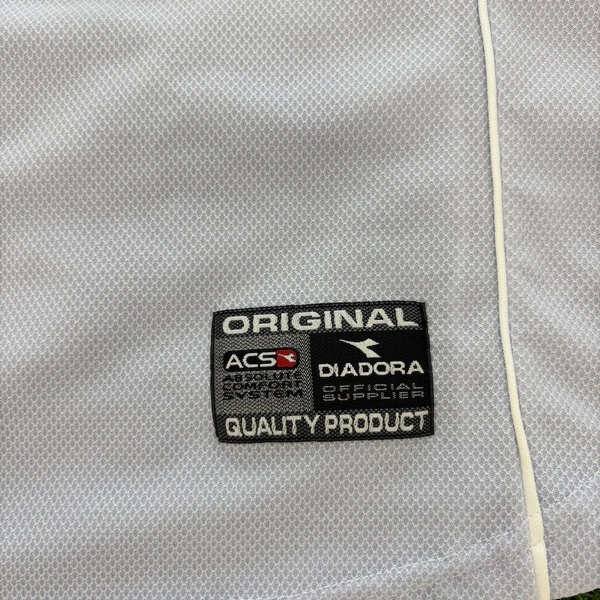 ORIGINAL
ACS
ABSOLUTE
COMFORT
SYSTEM
DIADORA
OFFICIAL
SUPPLIER
QUALITY PRODUCT